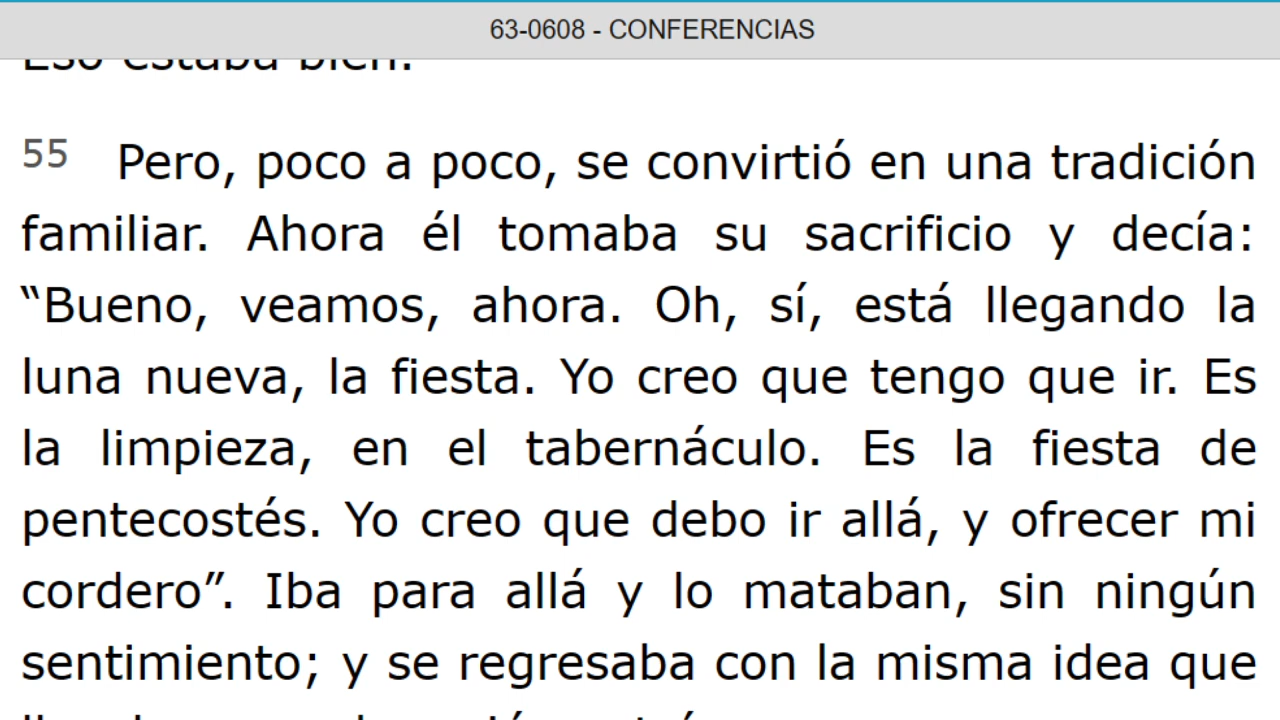 63-0608 - CONFERENCIAS
Eso estaba bien.
55 Pero, poco a poco, se convirtió en una tradición
familiar. Ahora él tomaba su sacrificio y decía:
“Bueno, veamos, ahora. Oh, sí, está llegando la
luna nueva, la fiesta. Yo creo que tengo que ir. Es
la limpieza, en el tabernáculo. Es la fiesta de
pentecostés. Yo creo que debo ir allá, y ofrecer mi
cordero”. Iba para allá y lo mataban, sin ningún
sentimiento; y se regresaba con la misma idea que